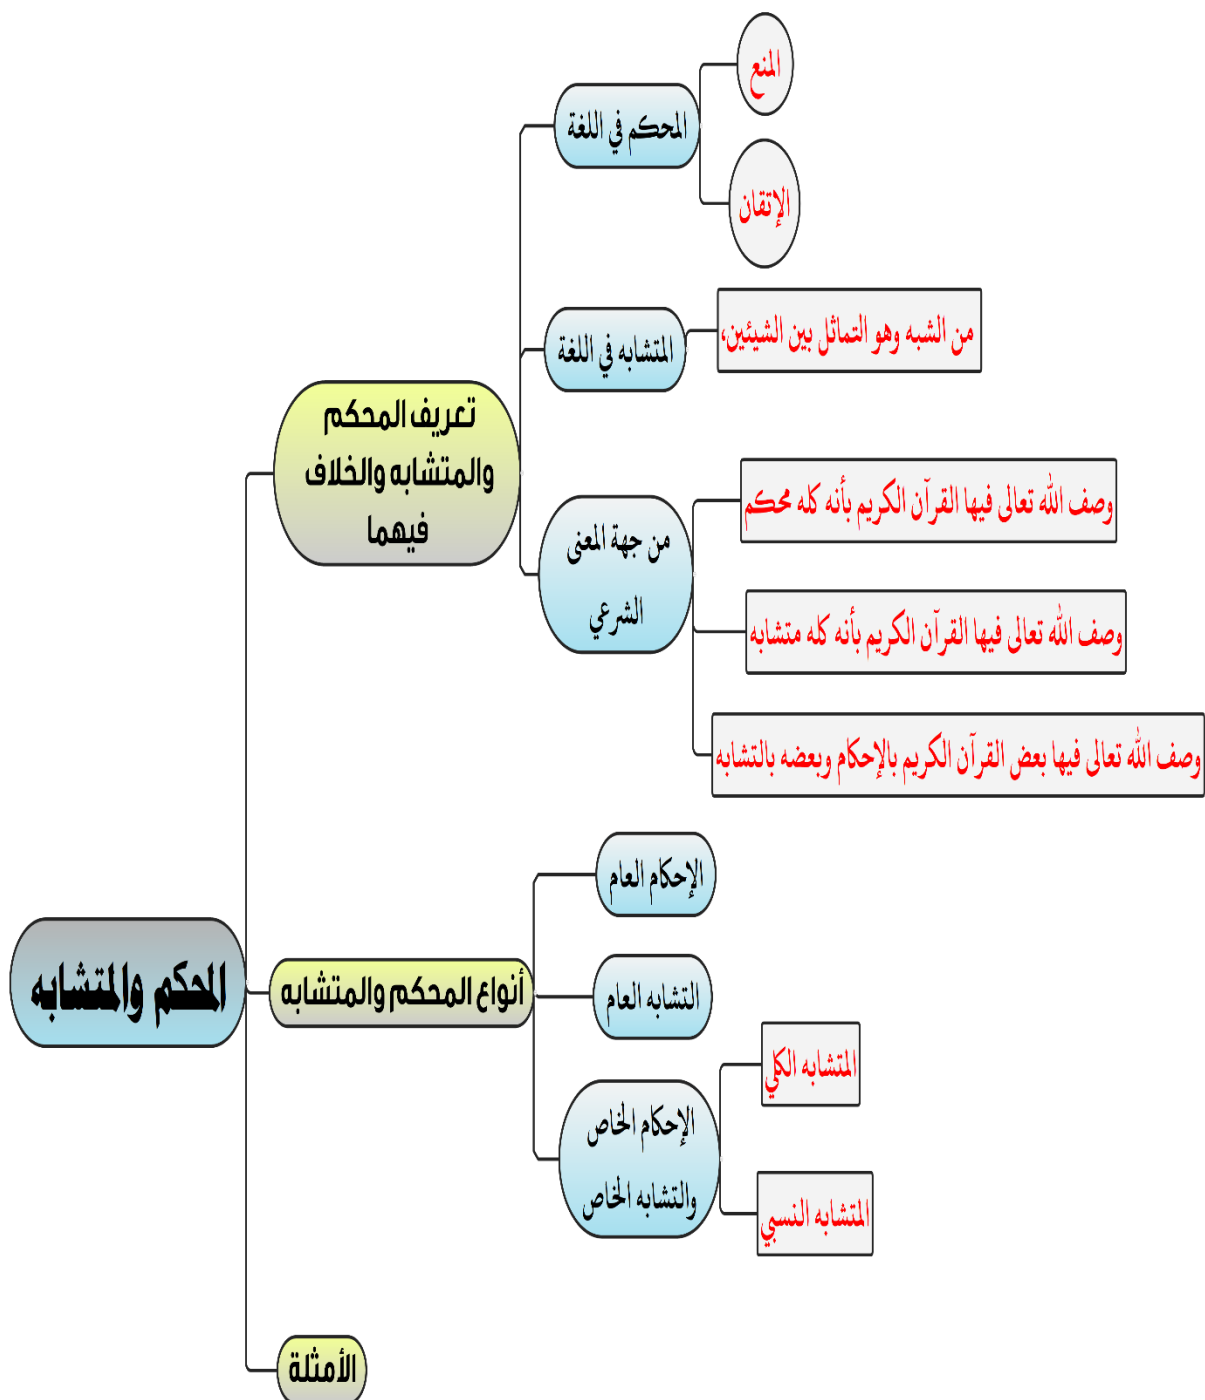 المحكم والمتشابه
تعريف المحكم
والمتشابه والخلاف
فيهما
المحكم في اللغة
المنع
الإتقان
المتشابه في اللغة
من الشبه وهو التماثل بين الشيئين،
من جهة المعنى
الشرعي
وصف الله تعالى فيها القرآن الكريم بأنه كله محكم
وصف الله تعالى فيها القرآن الكريم بأنه كله متشابه
وصف الله تعالى فيها بعض القرآن الكريم بالإحكام وبعضه بالتشابه
أنواع المحكم والمتشابه
الإحكام العام
التشابه العام
الإحكام الخاص
والتشابه الخاص
المتشابه الكلي
المتشابه النسبي
الأمثلة